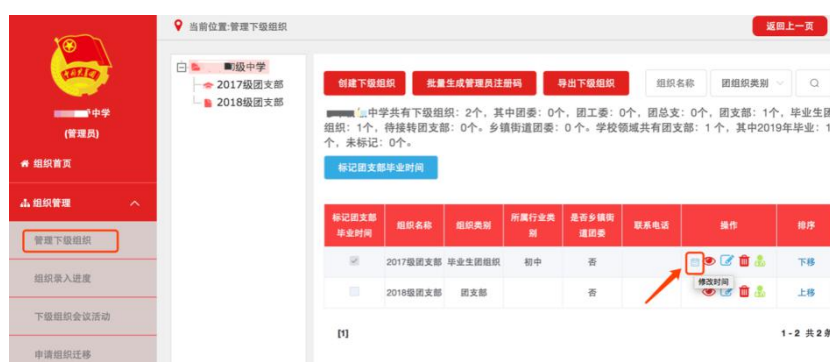 当前位置:管理下级组织
返回上一页
中学
(管理员)
组织首页
组织管理
管理下级组织
组织录入进度
下级组织会议活动
申请组织迁移
级中学
2017级团支部
2018级团支部
创建下级组织 批量生成管理员注册码 导出下级组织 组织名称 团组织类别
中学共有下级组织：2个，其中团委：0个，团工委：0个，团总支：0个，团支部：1个，毕业生团
组织：1个，待接转团支部：0个。乡镇街道团委：0 个。学校领域共有团支部：1 个，其中2019年毕业：1
个，未标记：0个。
标记团支部毕业时间
标记团支部
毕业时间
组织名称
组织类别
所属行业类
别
是否乡镇街
道团委
联系电话
操作
排序
2017级团支部 毕业生团组织 初中 否 下移
修改时间
2018级团支部 团支部 否 上移
[1]
1-2 共2条